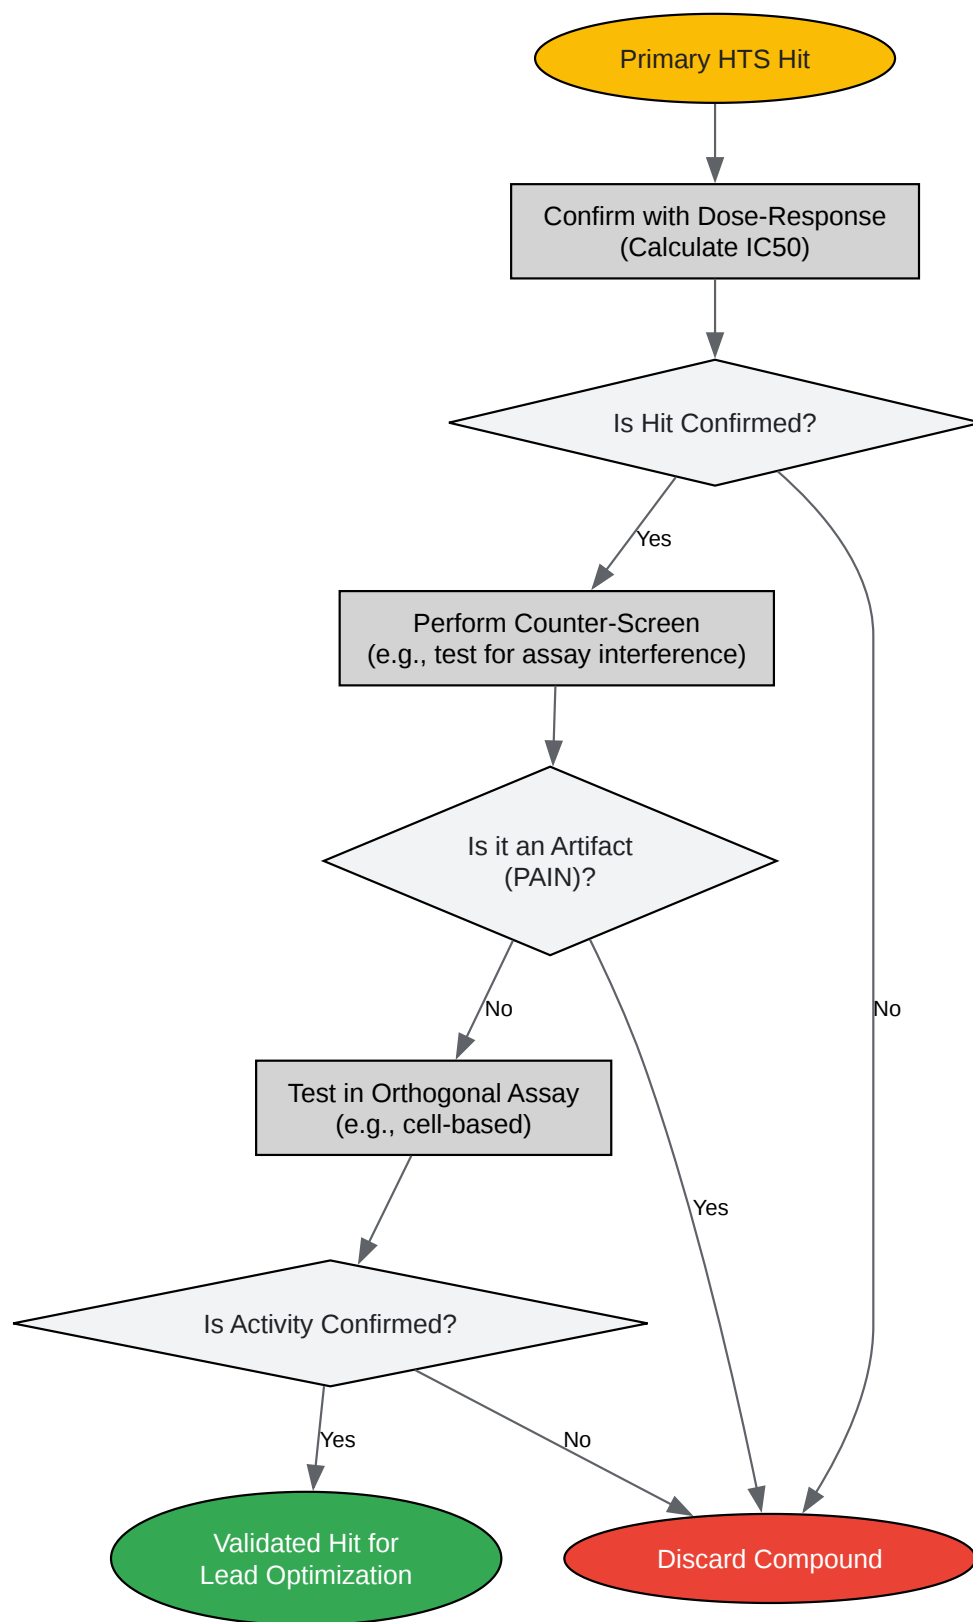 Primary HTS Hit
Confirm with Dose-Response
(Calculate IC50)
Is Hit Confirmed?
Yes
Perform Counter-Screen
(e.g., test for assay interference)
Is it an Artifact
(PAIN)?
No
No
Test in Orthogonal Assay
(e.g., cell-based)
Yes
Is Activity Confirmed?
Yes
No
Validated Hit for
Lead Optimization
Discard Compound